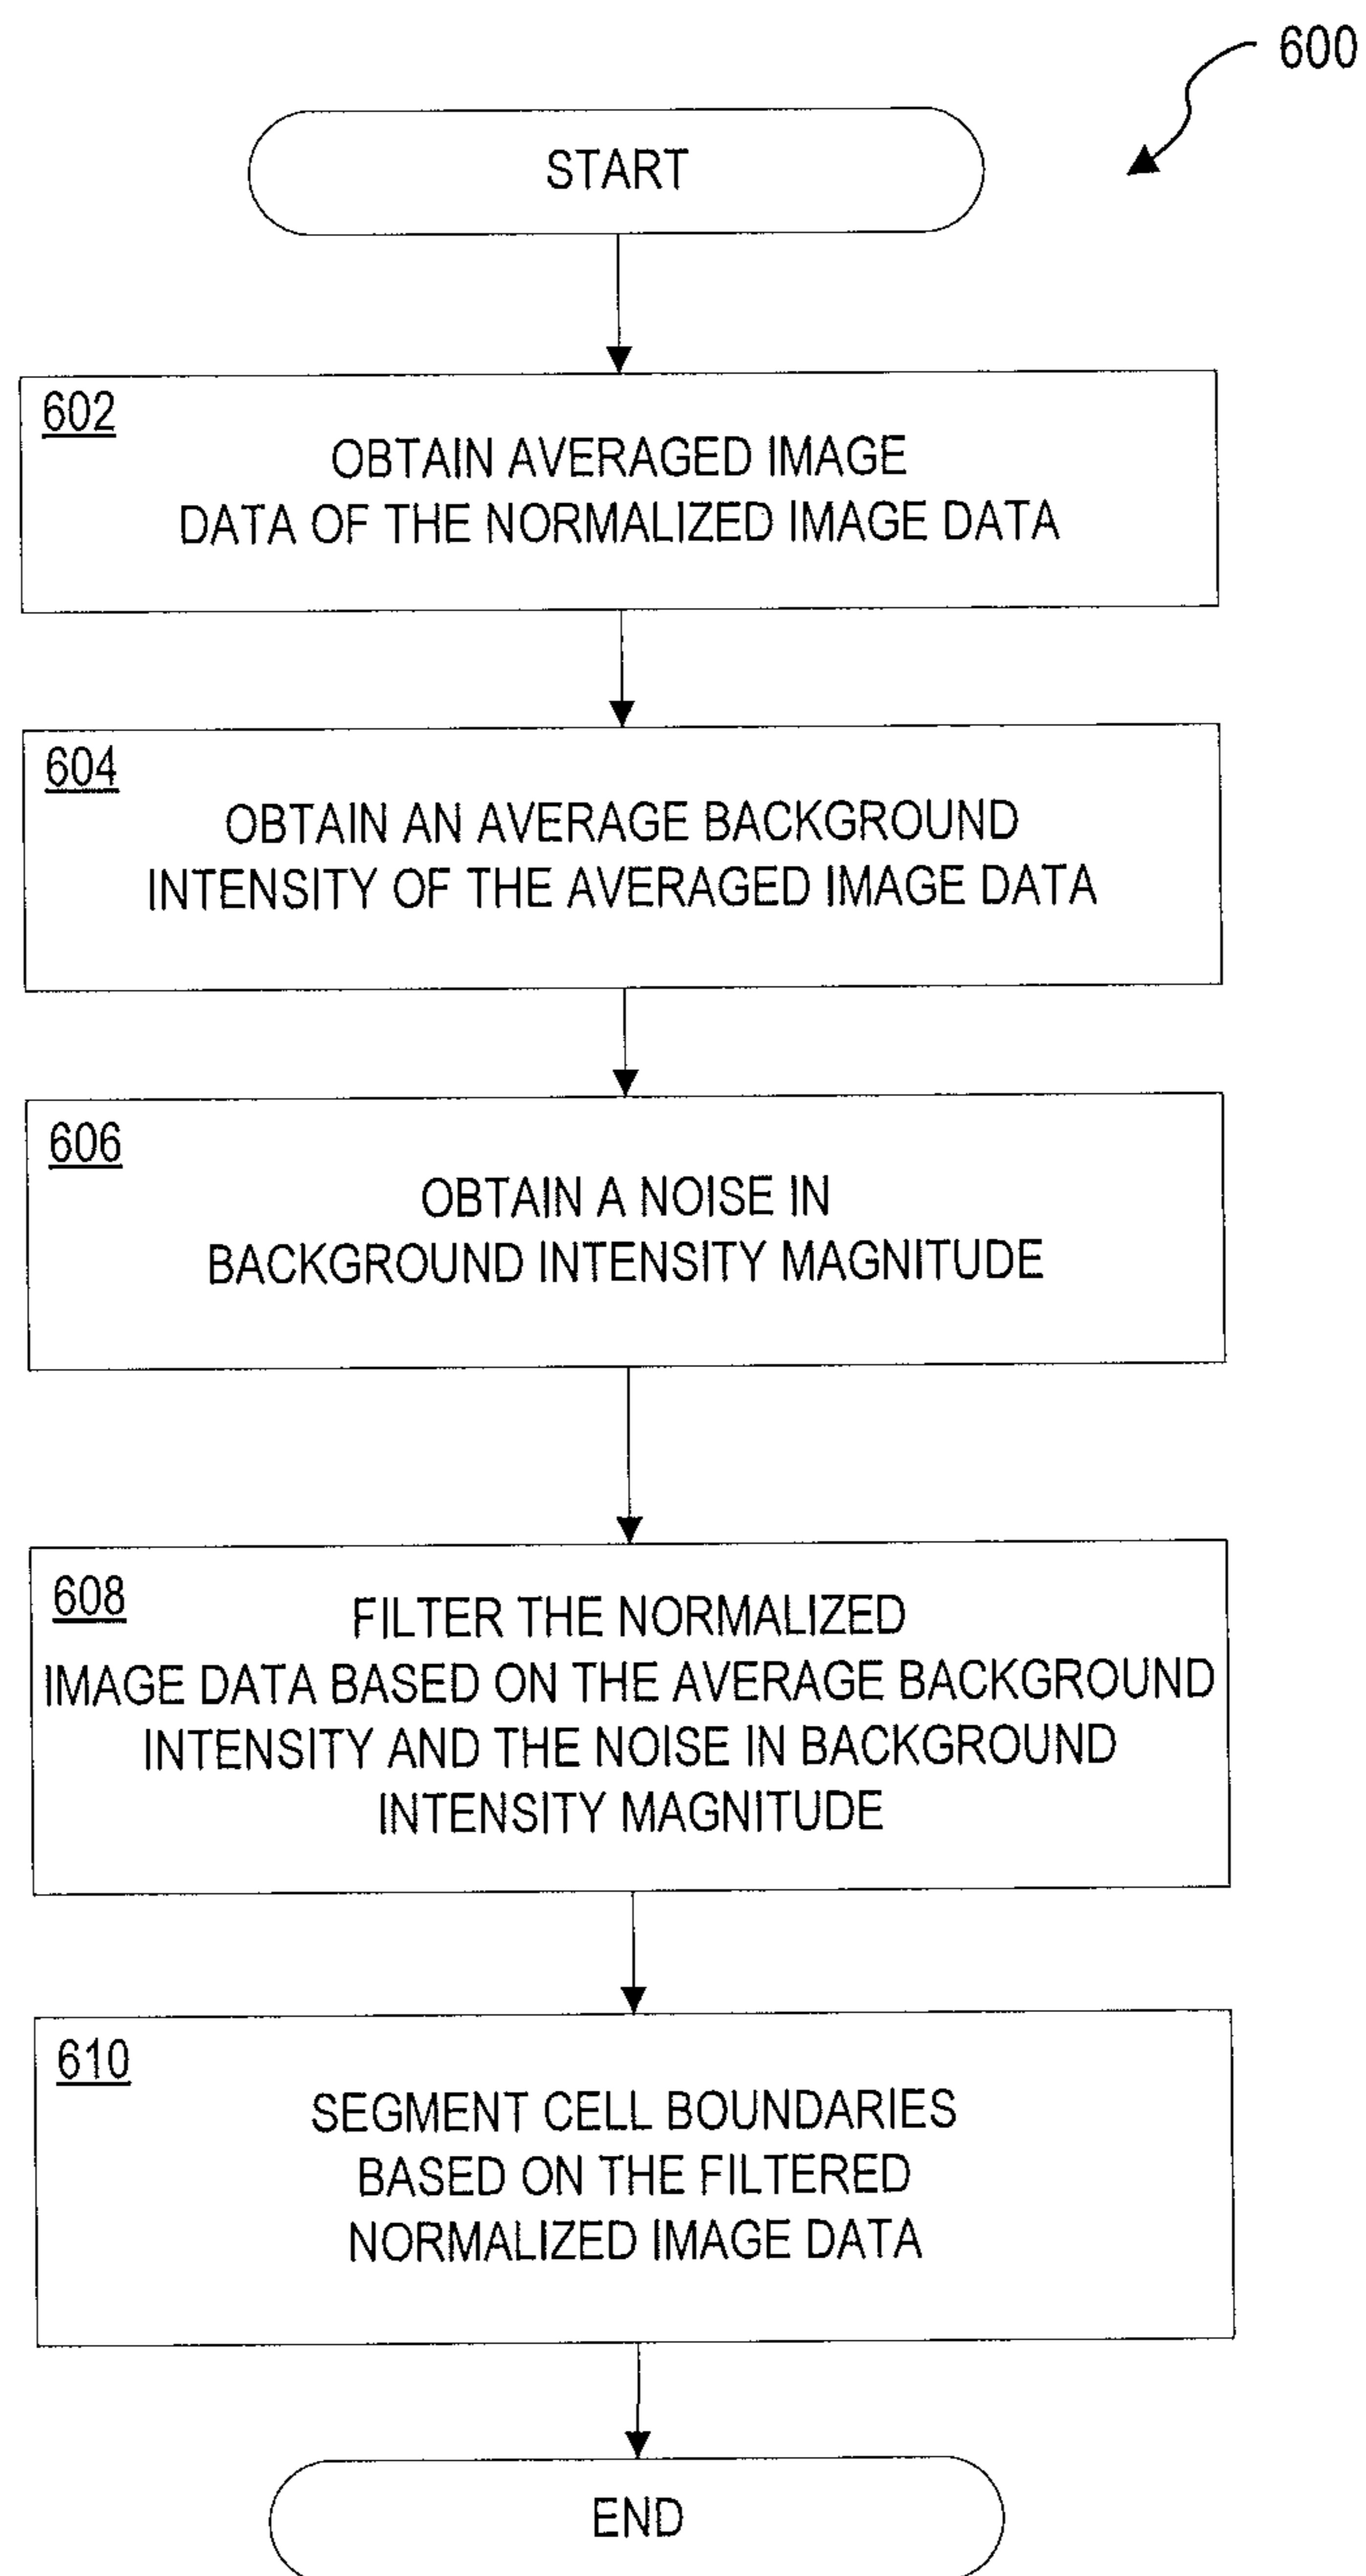 600
START
602
OBTAIN AVERAGED IMAGE
DATA OF THE NORMALIZED IMAGE DATA
604
OBTAIN AN AVERAGE BACKGROUND
INTENSITY OF THE AVERAGED IMAGE DATA
606
OBTAIN A NOISE IN
BACKGROUND INTENSITY MAGNITUDE
608
FILTER THE NORMALIZED
IMAGE DATA BASED ON THE AVERAGE BACKGROUND
INTENSITY AND THE NOISE IN BACKGROUND
INTENSITY MAGNITUDE
610
SEGMENT CELL BOUNDARIES
BASED ON THE FILTERED
NORMALIZED IMAGE DATA
END